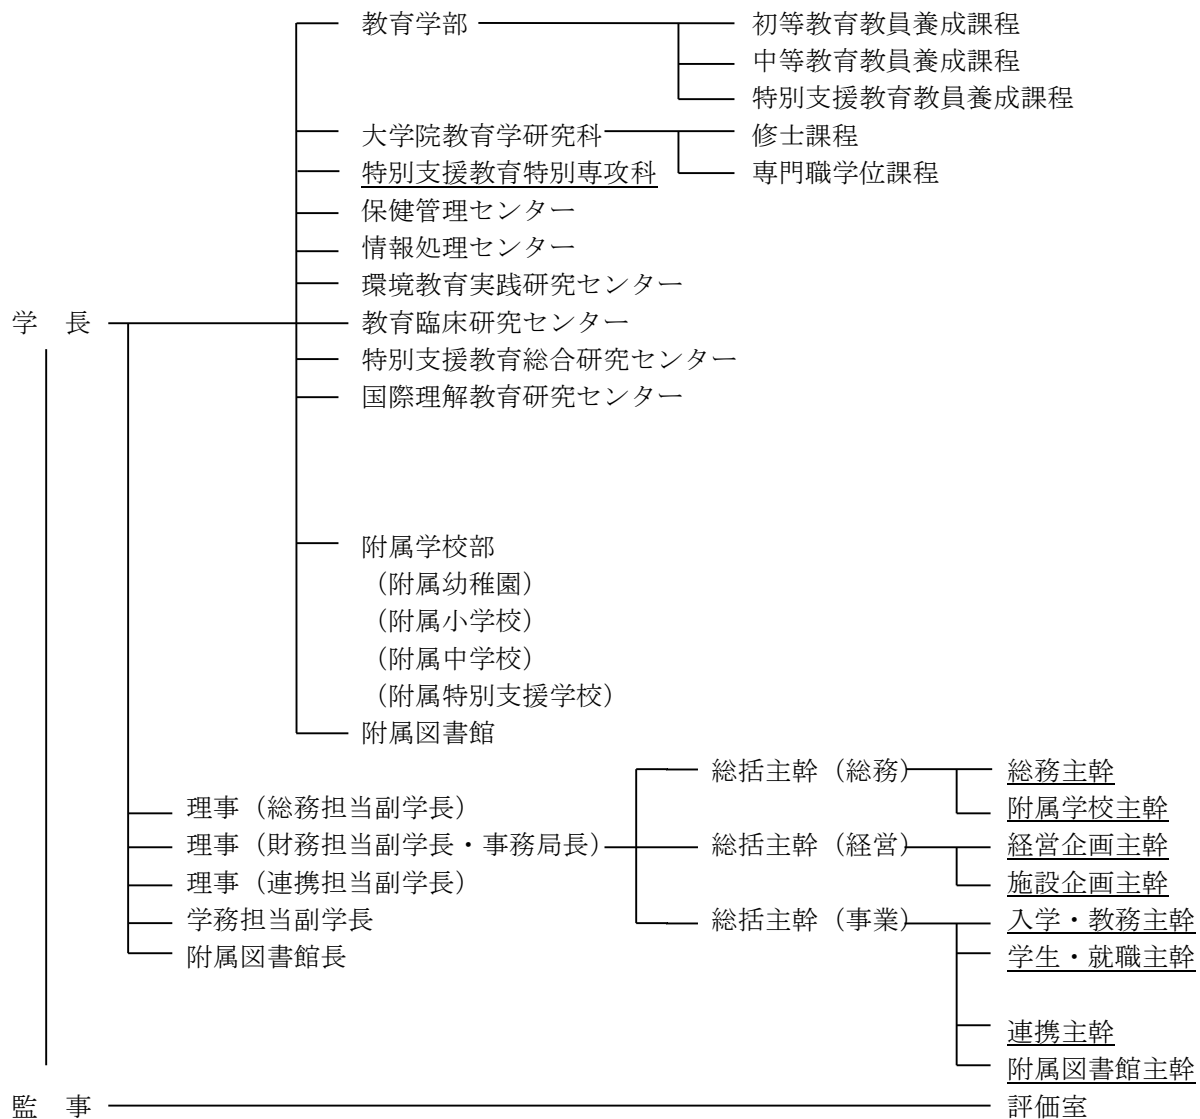 教育学部 初等教育教員養成課程
中等教育教員養成課程
特別支援教育教員養成課程
大学院教育学研究科 修士課程
特別支援教育特別専攻科 専門職学位課程
保健管理センター
情報処理センター
環境教育実践研究センター
学 長 教育臨床研究センター
特別支援教育総合研究センター
国際理解教育研究センター
附属学校部
（附属幼稚園）
（附属小学校）
（附属中学校）
（附属特別支援学校）
附属図書館
総括主幹（総務） 総務主幹
理事（総務担当副学長） 附属学校主幹
理事（財務担当副学長・事務局長） 総括主幹（経営） 経営企画主幹
理事（連携担当副学長） 施設企画主幹
学務担当副学長 総括主幹（事業） 入学・教務主幹
附属図書館長 学生・就職主幹
連携主幹
附属図書館主幹
監 事 評価室